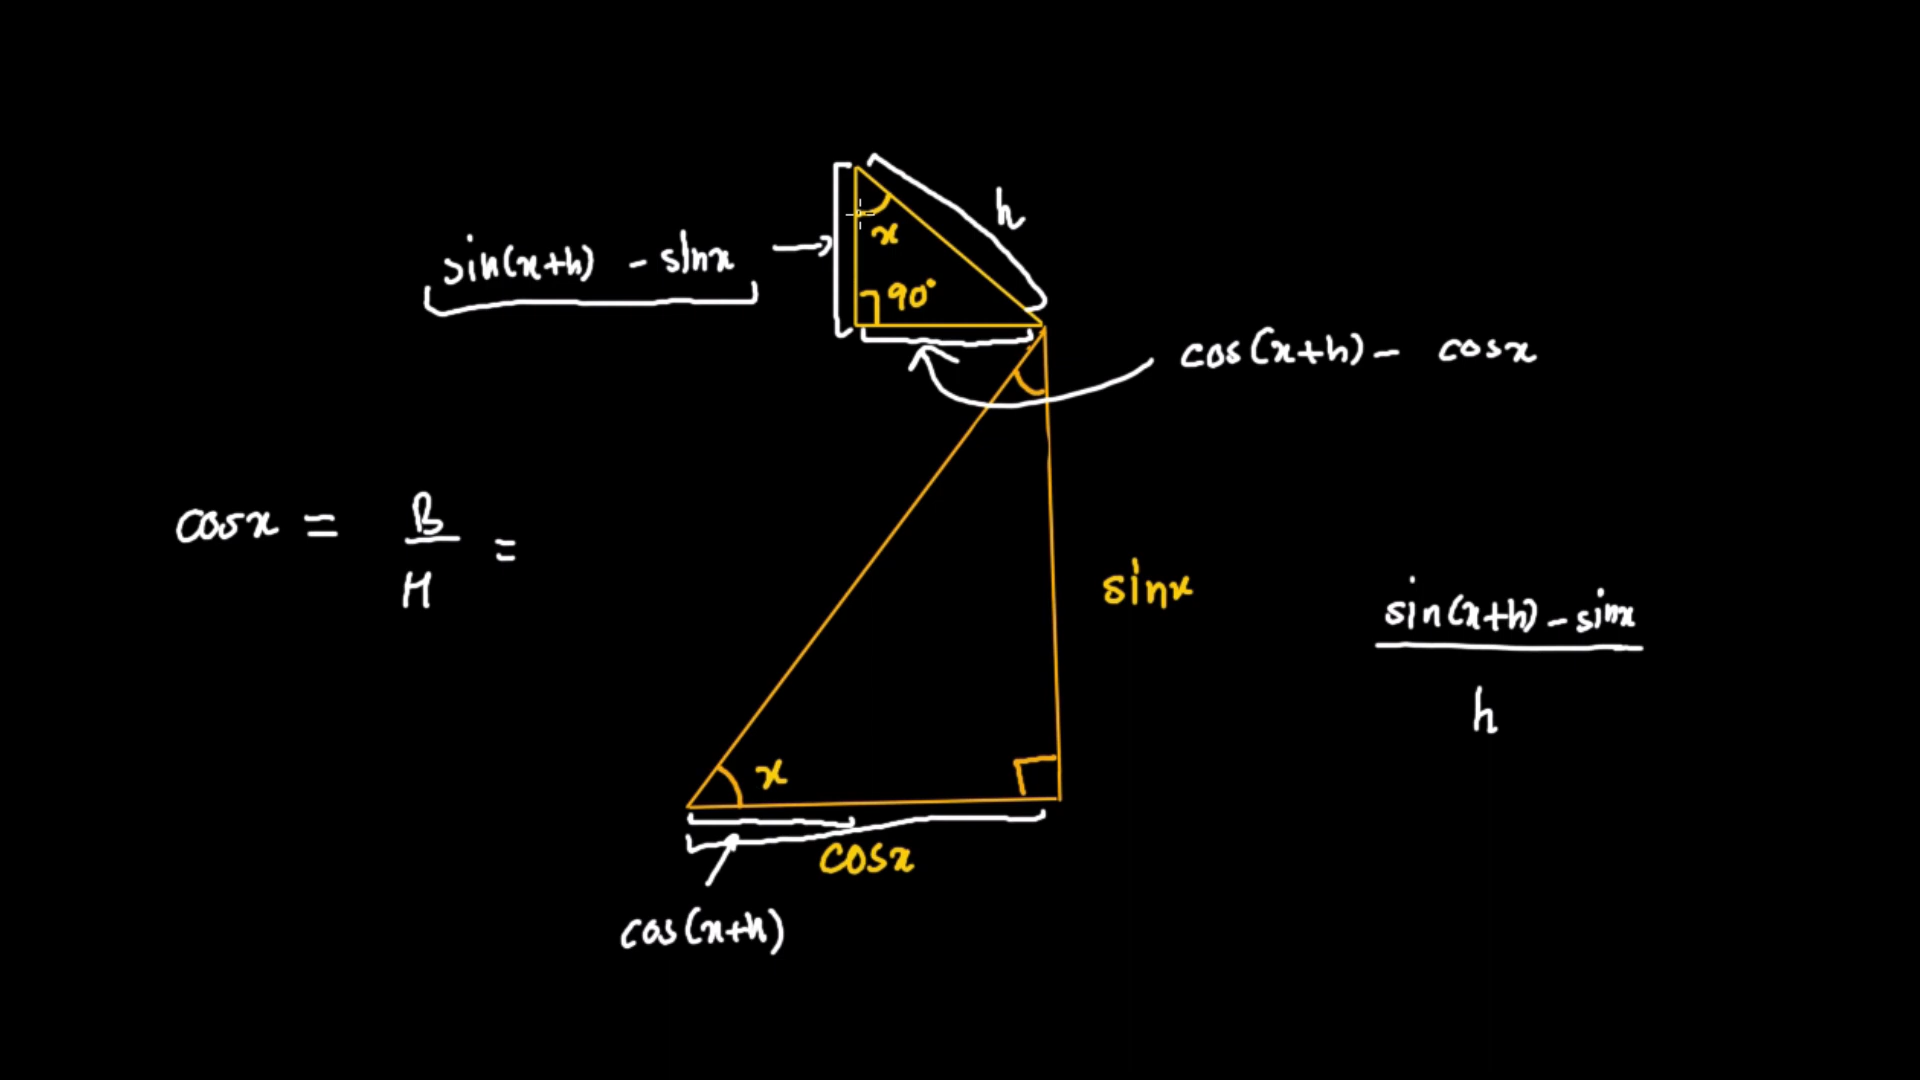 h
x
sin(x+h) - sinx
90°
cos(x+h) - cosx
cosx = B/H =
sinx
sin(x+h) - sinx
h
x
cosx
cos(x+h)